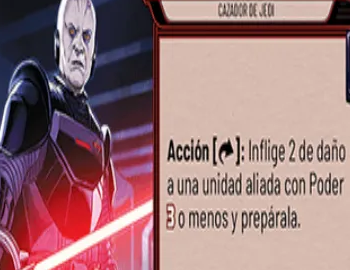 CAZADOR DE JEDI
Acción [↷]: Inflige 2 de daño
a una unidad aliada con Poder
3 o menos y prepárala.